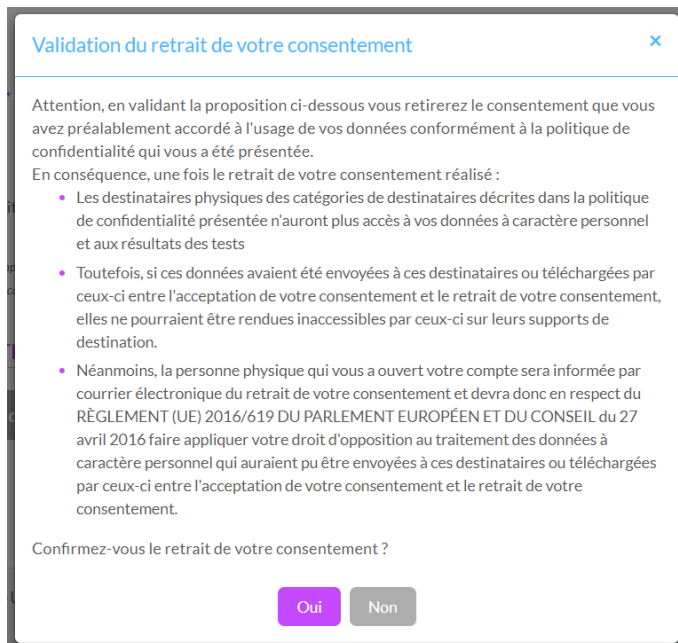 Validation du retrait de votre consentement
×
Attention, en validant la proposition ci-dessous vous retirerez le consentement que vous
avez préalablement accordé à l'usage de vos données conformément à la politique de
confidentialité qui vous a été présentée.
En conséquence, une fois le retrait de votre consentement réalisé :
• Les destinataires physiques des catégories de destinataires décrites dans la politique
de confidentialité présentée n'auront plus accès à vos données à caractère personnel
et aux résultats des tests
• Toutefois, si ces données avaient été envoyées à ces destinataires ou téléchargées par
ceux-ci entre l'acceptation de votre consentement et le retrait de votre consentement,
elles ne pourraient être rendues inaccessibles par ceux-ci sur leurs supports de
destination.
• Néanmoins, la personne physique qui vous a ouvert votre compte sera informée par
courrier électronique du retrait de votre consentement et devra donc en respect du
RÈGLEMENT (UE) 2016/619 DU PARLEMENT EUROPÉEN ET DU CONSEIL du 27
avril 2016 faire appliquer votre droit d'opposition au traitement des données à
caractère personnel qui auraient pu être envoyées à ces destinataires ou téléchargées
par ceux-ci entre l'acceptation de votre consentement et le retrait de votre
consentement.
Confirmez-vous le retrait de votre consentement ?
Oui Non